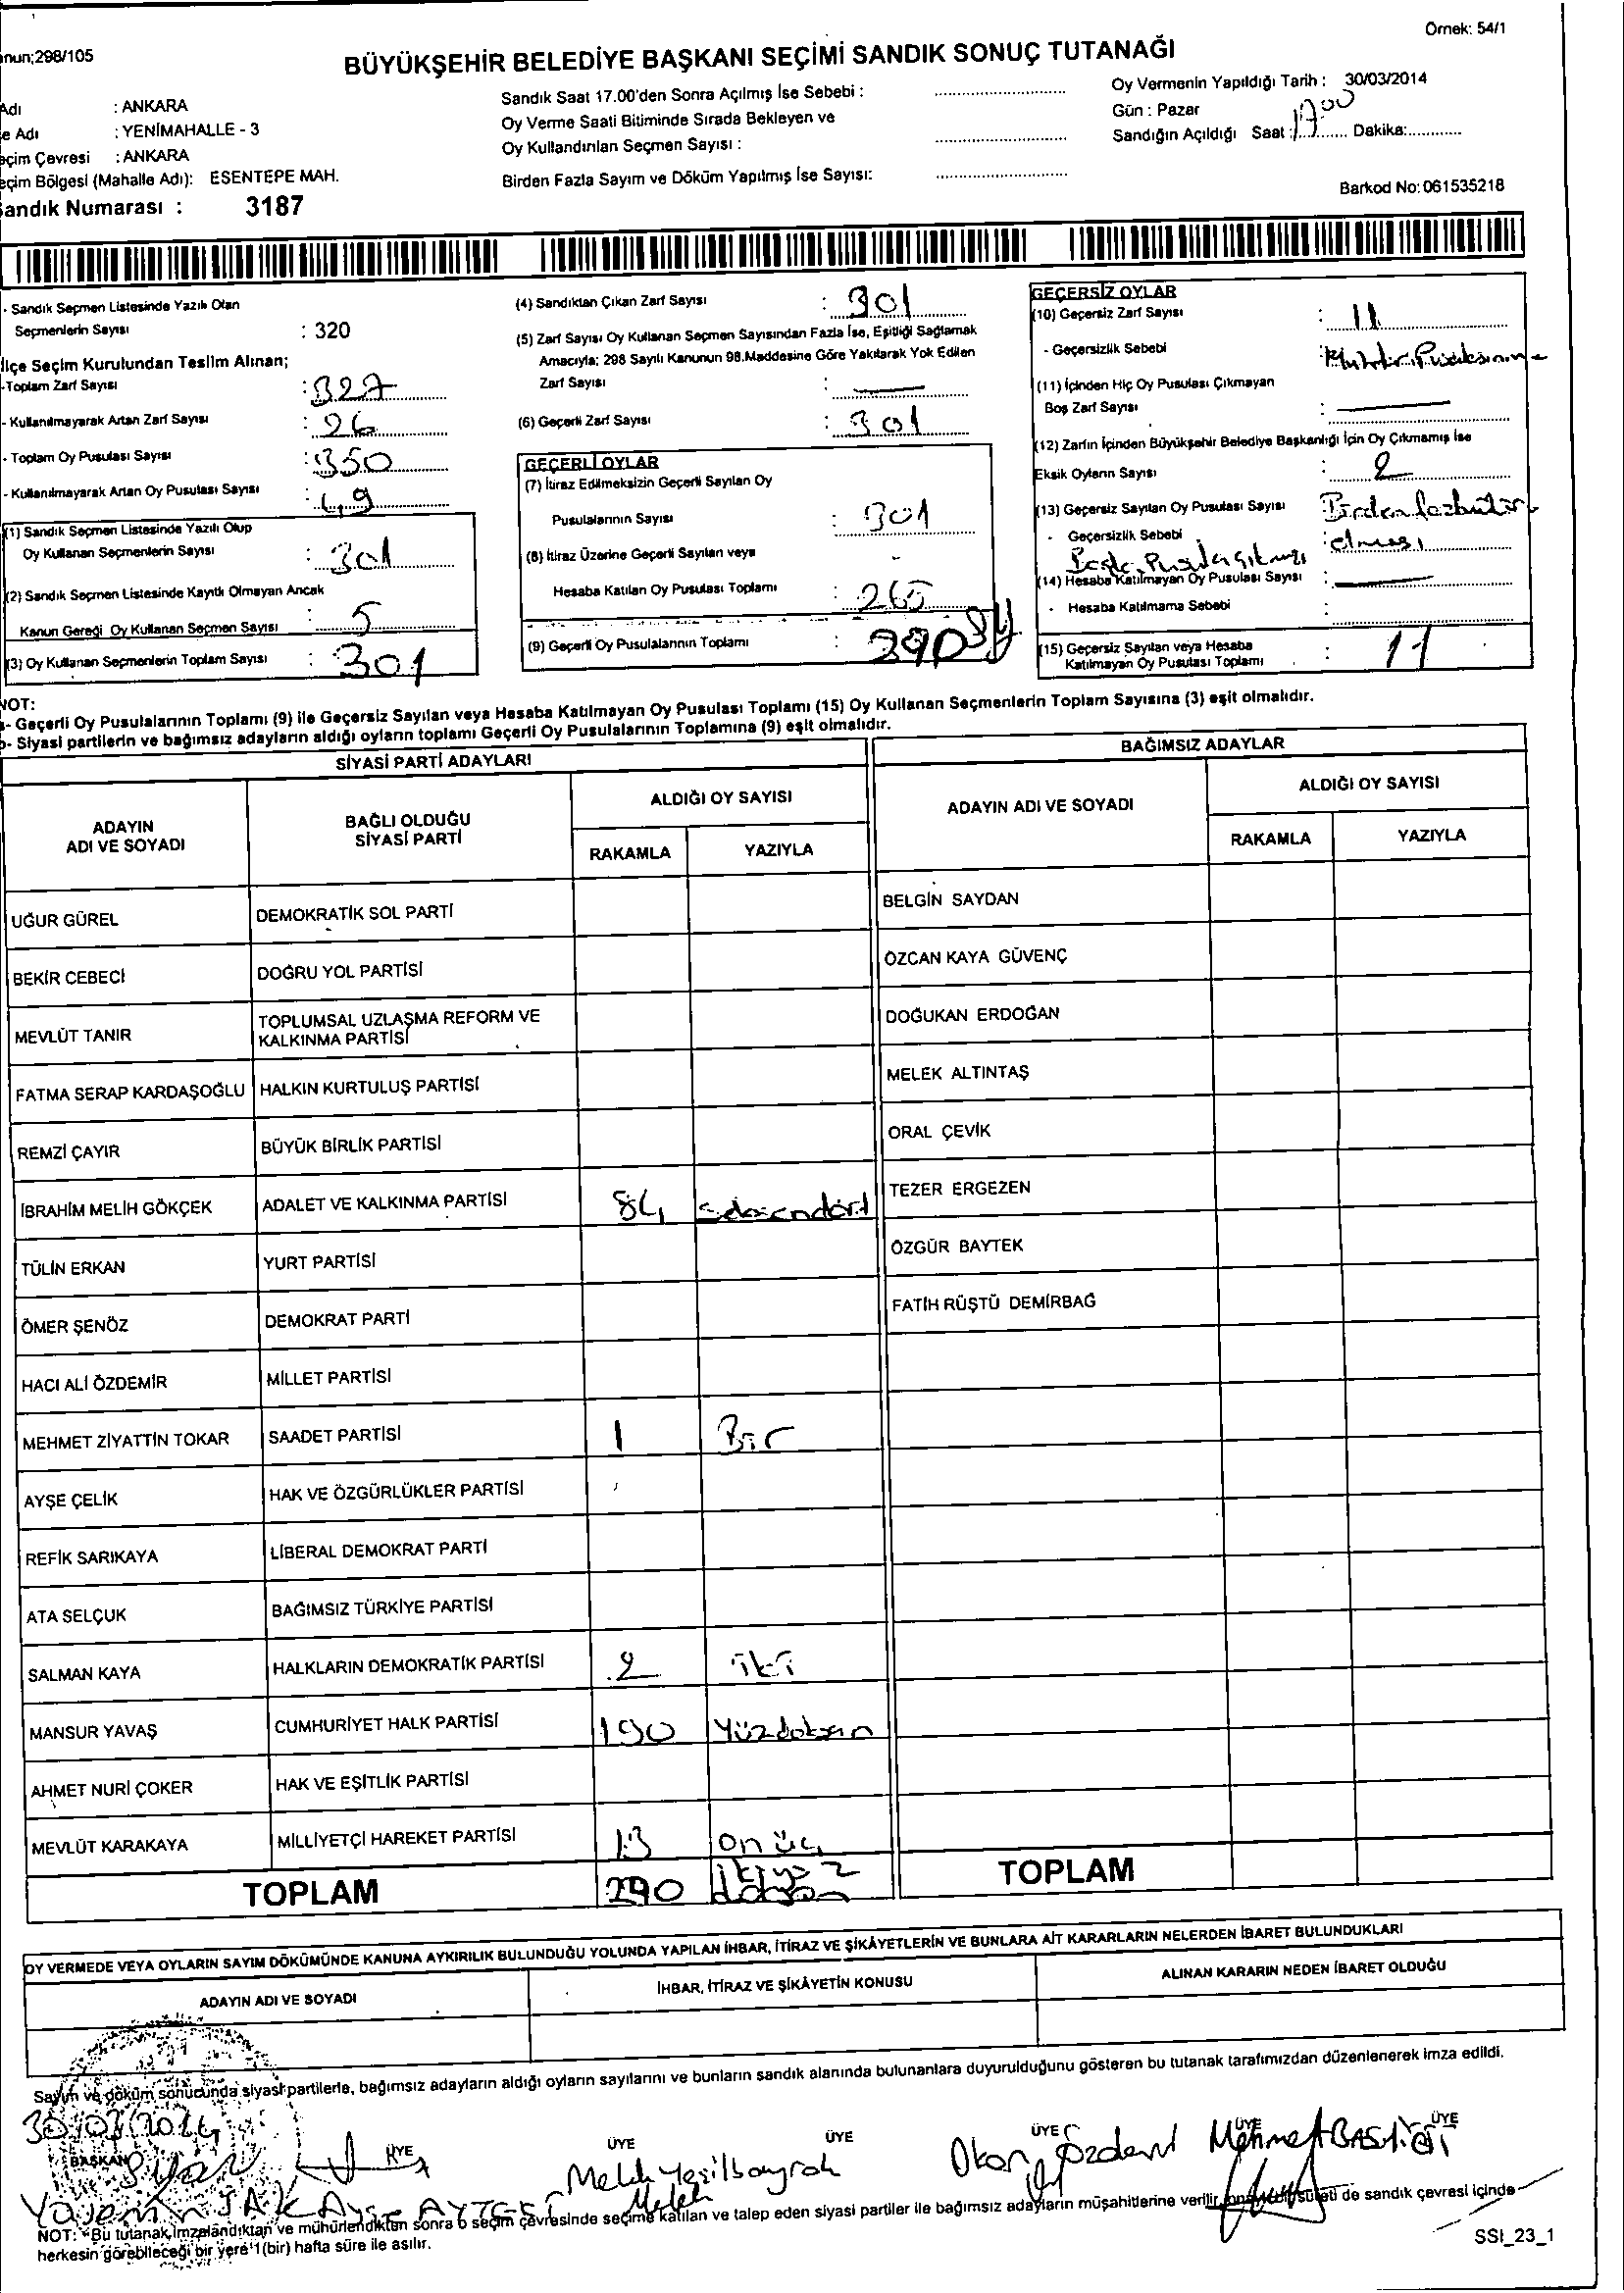 Örnek: 54/1
anun;298/105
BÜYÜKŞEHİR BELEDİYE BAŞKANI SEÇİMİ SANDIK SONUÇ TUTANAĞI
Adı : ANKARA
e Adı : YENİMAHALLE - 3
eçim Çevresi : ANKARA
eçim Bölgesi (Mahalle Adı): ESENTEPE MAH.
Sandık Numarası : 3187
Sandık Saat 17.00'den Sonra Açılmış İse Sebebi :
Oy Verme Saati Bitiminde Sırada Bekleyen ve
Oy Kullandırılan Seçmen Sayısı :
Birden Fazla Sayım ve Döküm Yapılmış İse Sayısı:
Oy Vermenin Yapıldığı Tarih : 30/03/2014
Gün : Pazar
Sandığın Açıldığı Saat : 17.00 Dakika:
Barkod No: 061535218
- Sandık Seçmen Listesinde Yazılı Olan
Seçmenlerin Sayısı : 320
İlçe Seçim Kurulundan Teslim Alınan;
-Toplam Zarf Sayısı : 327
- Kullanılmayarak Artan Zarf Sayısı : 26
- Toplam Oy Pusulası Sayısı : 350
- Kullanılmayarak Artan Oy Pusulası Sayısı : 49
(1) Sandık Seçmen Listesinde Yazılı Olup
Oy Kullanan Seçmenlerin Sayısı : 301
(2) Sandık Seçmen Listesinde Kayıtlı Olmayan Ancak
Kanun Gereği Oy Kullanan Seçmen Sayısı : 5
(3) Oy Kullanan Seçmenlerin Toplam Sayısı : 301
(4) Sandıktan Çıkan Zarf Sayısı : 301
(5) Zarf Sayısı Oy Kullanan Seçmen Sayısından Fazla İse, Eşitliği Sağlamak
Amacıyla; 298 Sayılı Kanunun 98.Maddesine Göre Yakılarak Yok Edilen
Zarf Sayısı : —
(6) Geçerli Zarf Sayısı : 301
GEÇERLİ OYLAR
(7) İtiraz Edilmeksizin Geçerli Sayılan Oy
Pusulalarının Sayısı : 301
(8) İtiraz Üzerine Geçerli Sayılan veya -
Hesaba Katılan Oy Pusulası Toplamı : 265
(9) Geçerli Oy Pusulalarının Toplamı : 290
GEÇERSİZ OYLAR
(10) Geçersiz Zarf Sayısı : 11
- Geçersizlik Sebebi : Muhtar Pusulasının
(11) İçinden Hiç Oy Pusulası Çıkmayan
Boş Zarf Sayısı : —
(12) Zarfın İçinden Büyükşehir Belediye Başkanlığı İçin Oy Çıkmamış İse
Eksik Oyların Sayısı : 2
(13) Geçersiz Sayılan Oy Pusulası Sayısı Birden fazla
- Geçersizlik Sebebi : olması
Başka Pusula çıkması
(14) Hesaba Katılmayan Oy Pusulası Sayısı : —
- Hesaba Katılmama Sebebi :
(15) Geçersiz Sayılan veya Hesaba
Katılmayan Oy Pusulası Toplamı : 11
NOT:
a- Geçerli Oy Pusulalarının Toplamı (9) ile Geçersiz Sayılan veya Hesaba Katılmayan Oy Pusulası Toplamı (15) Oy Kullanan Seçmenlerin Toplam Sayısına (3) eşit olmalıdır.
b- Siyasi partilerin ve bağımsız adayların aldığı oyların toplamı Geçerli Oy Pusulalarının Toplamına (9) eşit olmalıdır.
SİYASİ PARTİ ADAYLARI
ADAYIN
ADI VE SOYADI
BAĞLI OLDUĞU
SİYASİ PARTİ
ALDIĞI OY SAYISI
RAKAMLA YAZIYLA
UĞUR GÜREL DEMOKRATİK SOL PARTİ
BEKİR CEBECİ DOĞRU YOL PARTİSİ
MEVLÜT TANIR TOPLUMSAL UZLAŞMA REFORM VE
KALKINMA PARTİSİ
FATMA SERAP KARDAŞOĞLU HALKIN KURTULUŞ PARTİSİ
REMZİ ÇAYIR BÜYÜK BİRLİK PARTİSİ
İBRAHİM MELİH GÖKÇEK ADALET VE KALKINMA PARTİSİ 84 seksendört
TÜLİN ERKAN YURT PARTİSİ
ÖMER ŞENÖZ DEMOKRAT PARTİ
HACI ALİ ÖZDEMİR MİLLET PARTİSİ
MEHMET ZİYATTİN TOKAR SAADET PARTİSİ 1 Bir
AYŞE ÇELİK HAK VE ÖZGÜRLÜKLER PARTİSİ
REFİK SARIKAYA LİBERAL DEMOKRAT PARTİ
ATA SELÇUK BAĞIMSIZ TÜRKİYE PARTİSİ
SALMAN KAYA HALKLARIN DEMOKRATİK PARTİSİ 2 iki
MANSUR YAVAŞ CUMHURİYET HALK PARTİSİ 190 Yüzdoksan
AHMET NURİ ÇOKER HAK VE EŞİTLİK PARTİSİ
MEVLÜT KARAKAYA MİLLİYETÇİ HAREKET PARTİSİ 13 on üç
TOPLAM 290 ikiyüz doksan
BAĞIMSIZ ADAYLAR
ADAYIN ADI VE SOYADI
ALDIĞI OY SAYISI
RAKAMLA YAZIYLA
BELGİN SAYDAN
ÖZCAN KAYA GÜVENÇ
DOĞUKAN ERDOĞAN
MELEK ALTINTAŞ
ORAL ÇEVİK
TEZER ERGEZEN
ÖZGÜR BAYTEK
FATİH RÜŞTÜ DEMİRBAĞ
TOPLAM
OY VERMEDE VEYA OYLARIN SAYIM DÖKÜMÜNDE KANUNA AYKIRILIK BULUNDUĞU YOLUNDA YAPILAN İHBAR, İTİRAZ VE ŞİKÂYETLERİN VE BUNLARA AİT KARARLARIN NELERDEN İBARET BULUNDUKLARI
ADAYIN ADI VE SOYADI
İHBAR, İTİRAZ VE ŞİKÂYETİN KONUSU
ALINAN KARARIN NEDEN İBARET OLDUĞU
Sayım ve döküm sonucunda siyasi partilerle, bağımsız adayların aldığı oyların sayılarını ve bunların sandık alanında bulunanlara duyurulduğunu gösteren bu tutanak tarafımızdan düzenlenerek imza edildi.
30/03/2014
BAŞKAN ÜYE ÜYE ÜYE ÜYE ÜYE ÜYE
Melek Yeşilbayrak
Okan Özdemir
Mehmet
Ayşe
Melek
NOT: Bu tutanak imzalandıktan ve mühürlendikten sonra o seçim çevresinde seçime katılan ve talep eden siyasi partiler ile bağımsız adayların müşahitlerine verilir, onaylı bir sureti de sandık çevresi içinde
herkesin görebileceği bir yere 1(bir) hafta süre ile asılır.
SSI_23_1